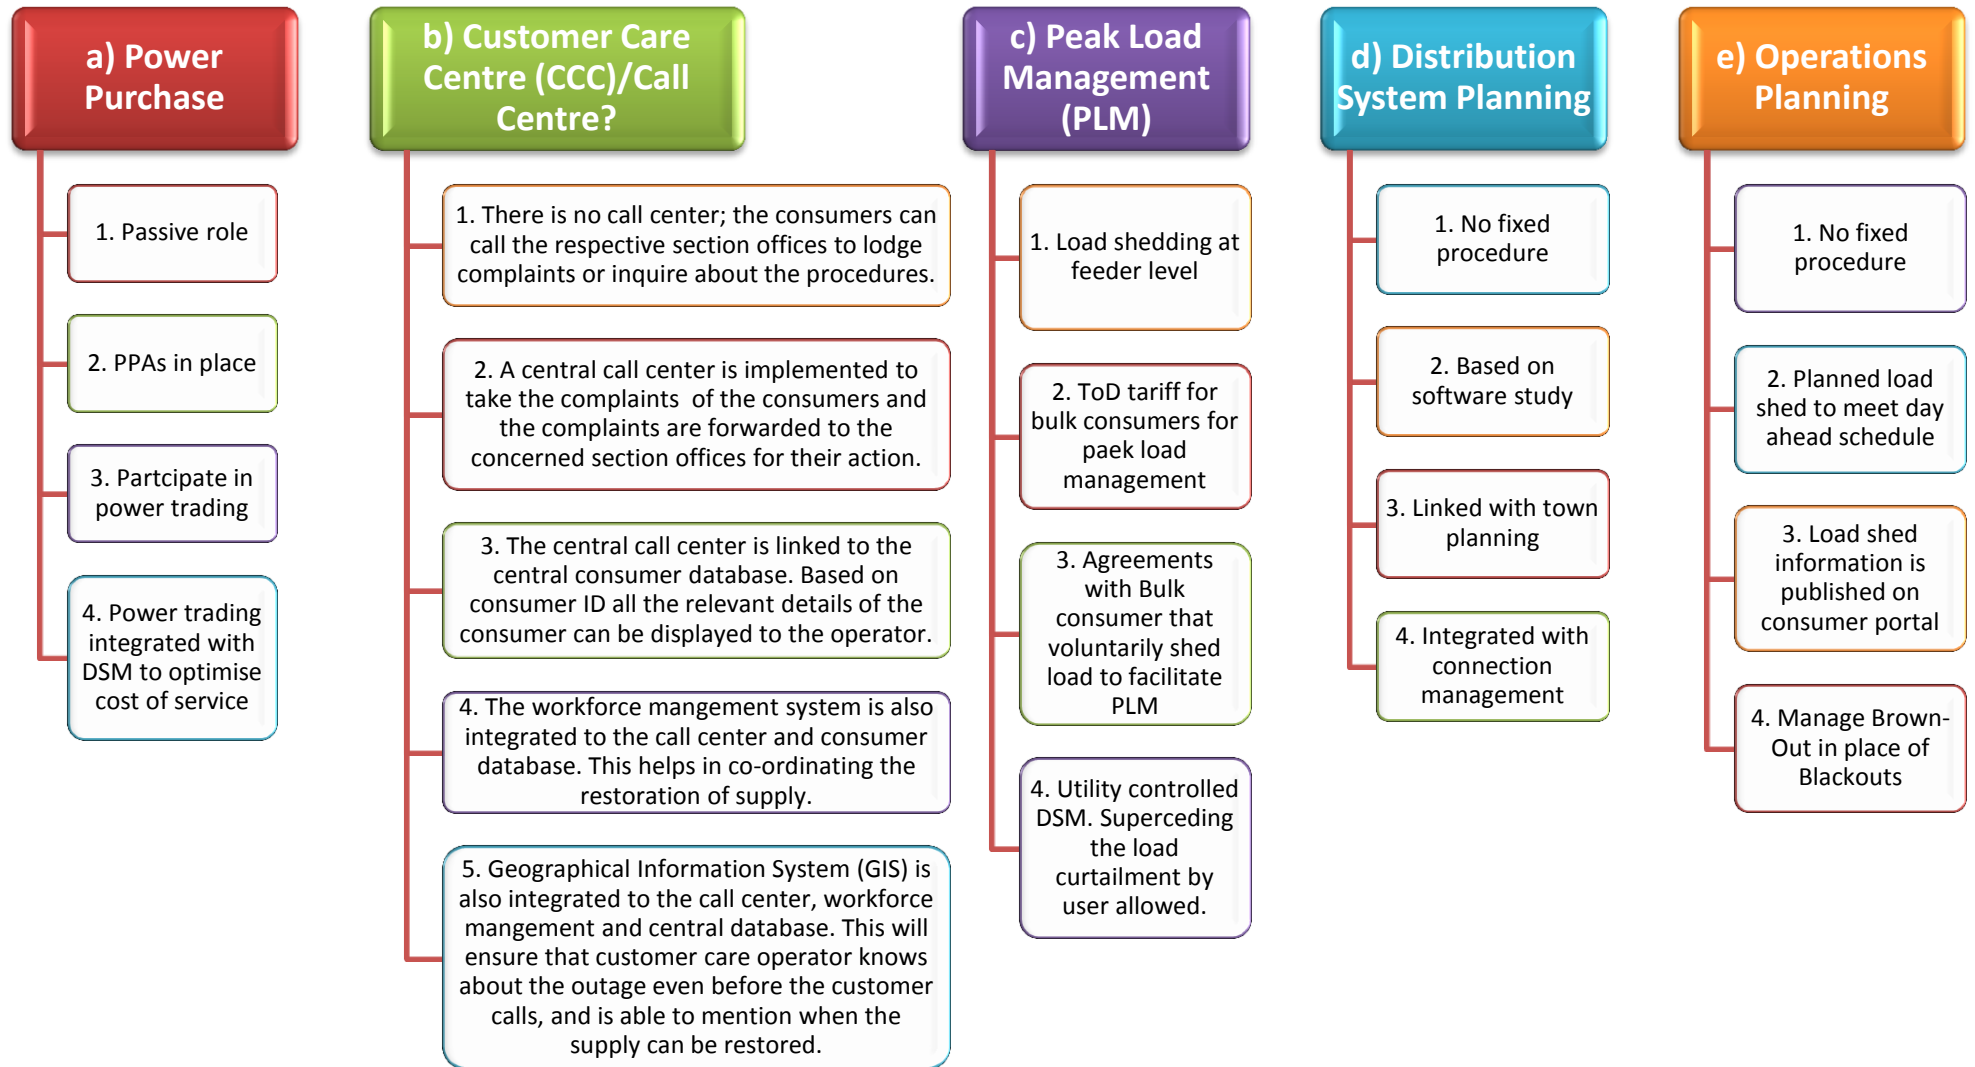 a) Power
Purchase
1. Passive role
2. PPAs in place
3. Partcipate in
power trading
4. Power trading
integrated with
DSM to optimise
cost of service
b) Customer Care
Centre (CCC)/Call
Centre?
1. There is no call center; the consumers can
call the respective section offices to lodge
complaints or inquire about the procedures.
2. A central call center is implemented to
take the complaints of the consumers and
the complaints are forwarded to the
concerned section offices for their action.
3. The central call center is linked to the
central consumer database. Based on
consumer ID all the relevant details of the
consumer can be displayed to the operator.
4. The workforce mangement system is also
integrated to the call center and consumer
database. This helps in co-ordinating the
restoration of supply.
5. Geographical Information System (GIS) is
also integrated to the call center, workforce
mangement and central database. This will
ensure that customer care operator knows
about the outage even before the customer
calls, and is able to mention when the
supply can be restored.
c) Peak Load
Management
(PLM)
1. Load shedding at
feeder level
2. ToD tariff for
bulk consumers for
paek load
management
3. Agreements
with Bulk
consumer that
voluntarily shed
load to facilitate
PLM
4. Utility controlled
DSM. Superceding
the load
curtailment by
user allowed.
d) Distribution
System Planning
1. No fixed
procedure
2. Based on
software study
3. Linked with town
planning
4. Integrated with
connection
management
e) Operations
Planning
1. No fixed
procedure
2. Planned load
shed to meet day
ahead schedule
3. Load shed
information is
published on
consumer portal
4. Manage Brown-
Out in place of
Blackouts